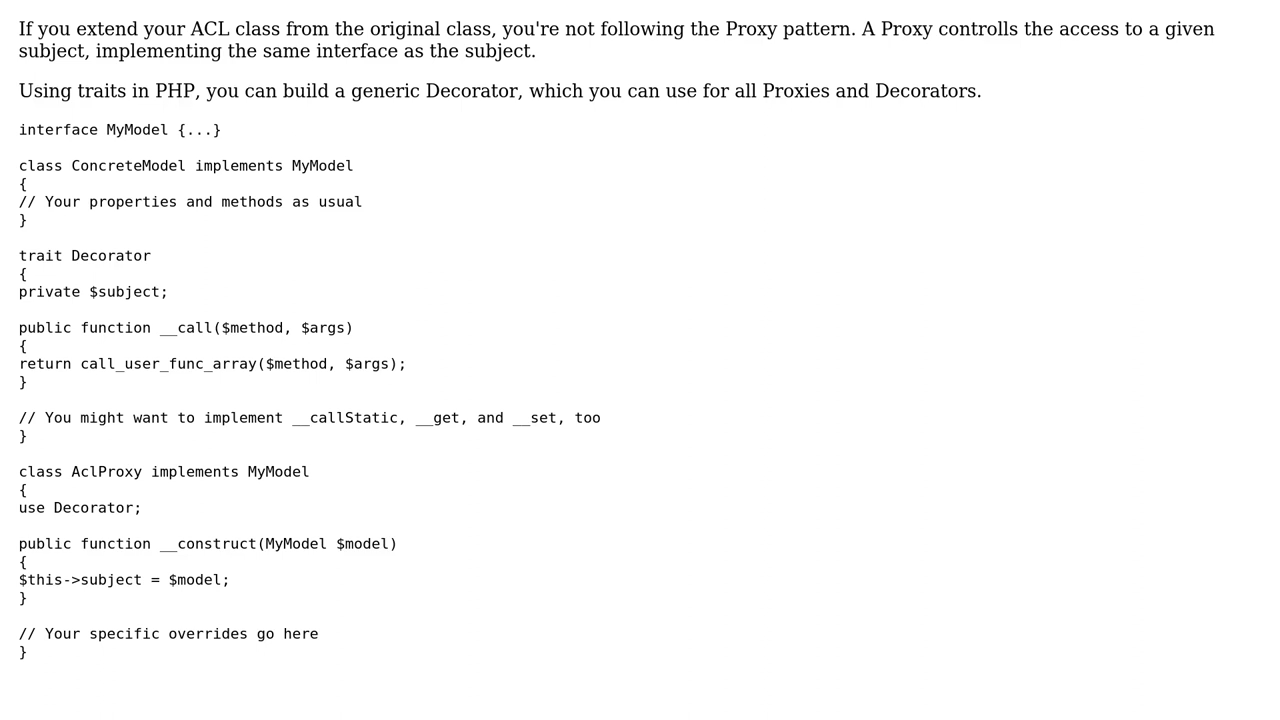 If you extend your ACL class from the original class, you're not following the Proxy pattern. A Proxy controlls the access to a given
subject, implementing the same interface as the subject.
Using traits in PHP, you can build a generic Decorator, which you can use for all Proxies and Decorators.
interface MyModel {...}
class ConcreteModel implements MyModel
{
// Your properties and methods as usual
}
trait Decorator
{
private $subject;
public function __call($method, $args)
{
return call_user_func_array($method, $args);
}
// You might want to implement __callStatic, __get, and __set, too
}
class AclProxy implements MyModel
{
use Decorator;
public function __construct(MyModel $model)
{
$this->subject = $model;
}
// Your specific overrides go here
}